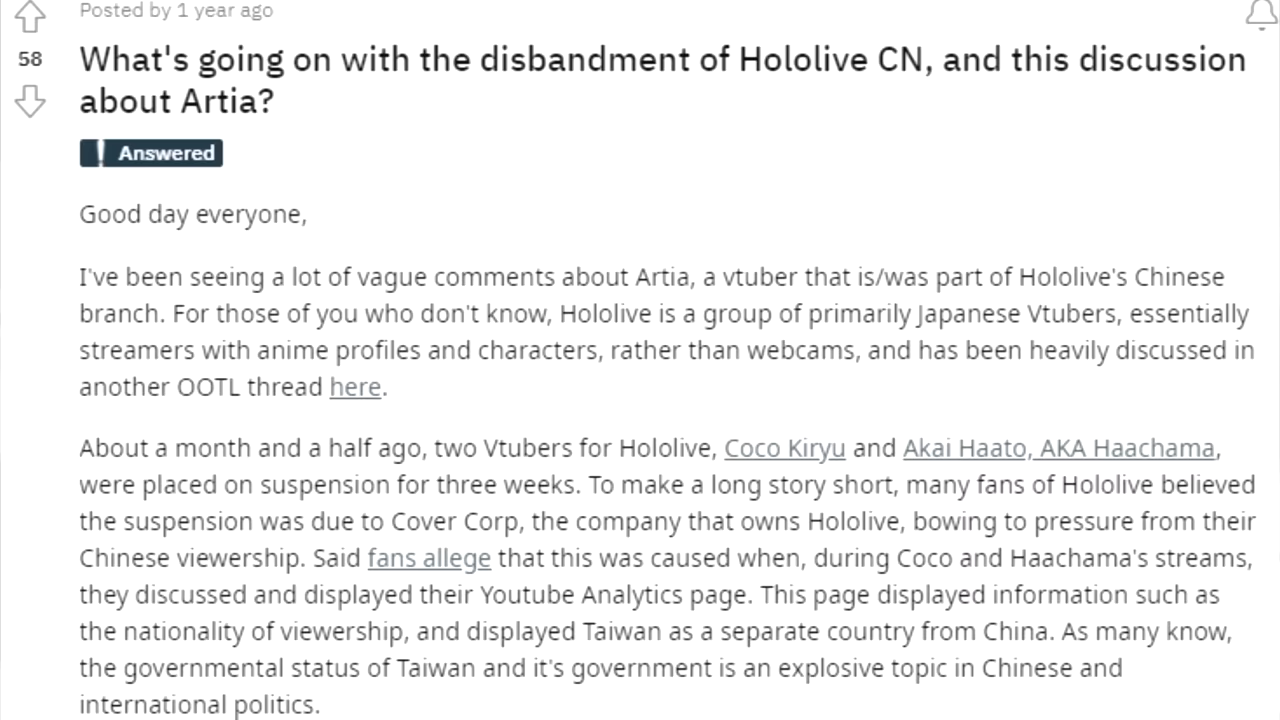 Posted by 1 year ago
58
What's going on with the disbandment of Hololive CN, and this discussion
about Artia?
! Answered
Good day everyone,
I've been seeing a lot of vague comments about Artia, a vtuber that is/was part of Hololive's Chinese
branch. For those of you who don't know, Hololive is a group of primarily Japanese Vtubers, essentially
streamers with anime profiles and characters, rather than webcams, and has been heavily discussed in
another OOTL thread here.
About a month and a half ago, two Vtubers for Hololive, Coco Kiryu and Akai Haato, AKA Haachama,
were placed on suspension for three weeks. To make a long story short, many fans of Hololive believed
the suspension was due to Cover Corp, the company that owns Hololive, bowing to pressure from their
Chinese viewership. Said fans allege that this was caused when, during Coco and Haachama's streams,
they discussed and displayed their Youtube Analytics page. This page displayed information such as
the nationality of viewership, and displayed Taiwan as a separate country from China. As many know,
the governmental status of Taiwan and it's government is an explosive topic in Chinese and
international politics.